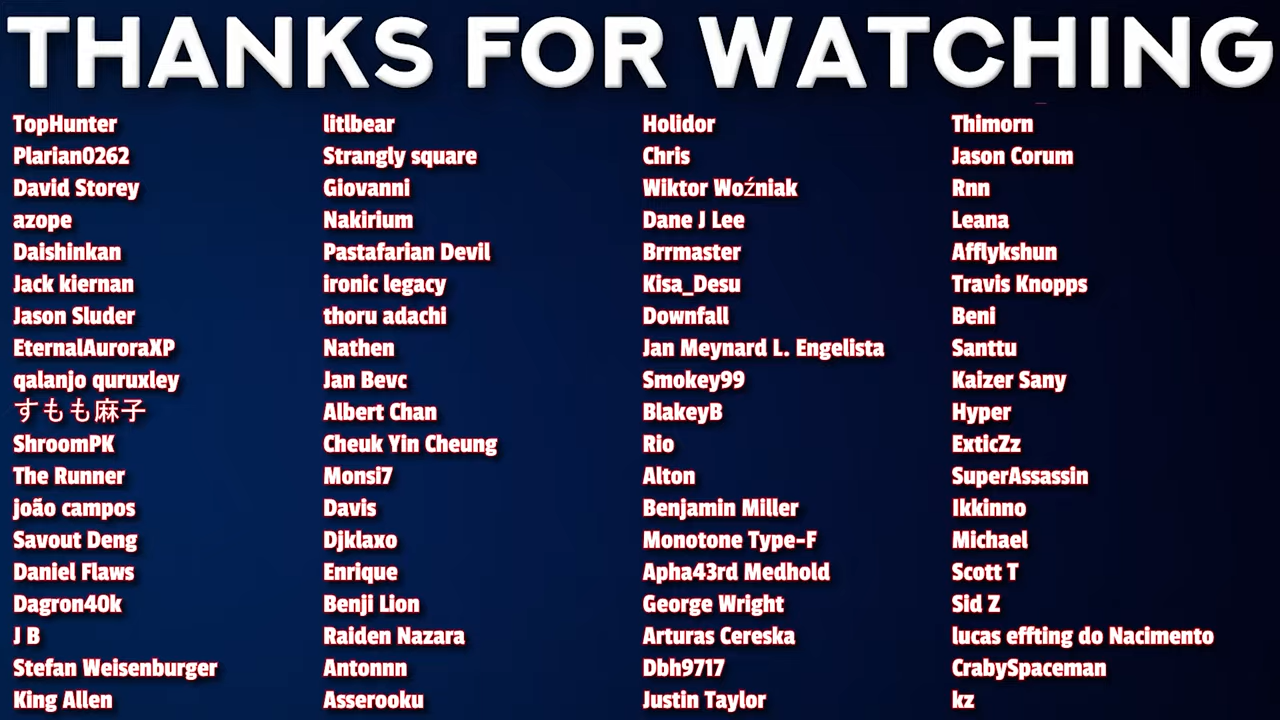 THANKS FOR WATCHING
TopHunter
Plarian0262
David Storey
azope
Daishinkan
Jack kiernan
Jason Sluder
EternalAuroraXP
qalanjo quruxley
すもも麻子
ShroomPK
The Runner
joão campos
Savout Deng
Daniel Flaws
Dagron40k
J B
Stefan Weisenburger
King Allen
litlbear
Strangly square
Giovanni
Nakirium
Pastafarian Devil
ironic legacy
thoru adachi
Nathen
Jan Bevc
Albert Chan
Cheuk Yin Cheung
Monsi7
Davis
Djklaxo
Enrique
Benji Lion
Raiden Nazara
Antonnn
Asserooku
Holidor
Chris
Wiktor Woźniak
Dane J Lee
Brrmaster
Kisa_Desu
Downfall
Jan Meynard L. Engelista
Smokey99
BlakeyB
Rio
Alton
Benjamin Miller
Monotone Type-F
Apha43rd Medhold
George Wright
Arturas Cereska
Dbh9717
Justin Taylor
Thimorn
Jason Corum
Rnn
Leana
Afflykshun
Travis Knopps
Beni
Santtu
Kaizer Sany
Hyper
ExticZz
SuperAssassin
Ikkinno
Michael
Scott T
Sid Z
lucas effting do Nacimento
CrabySpaceman
kz